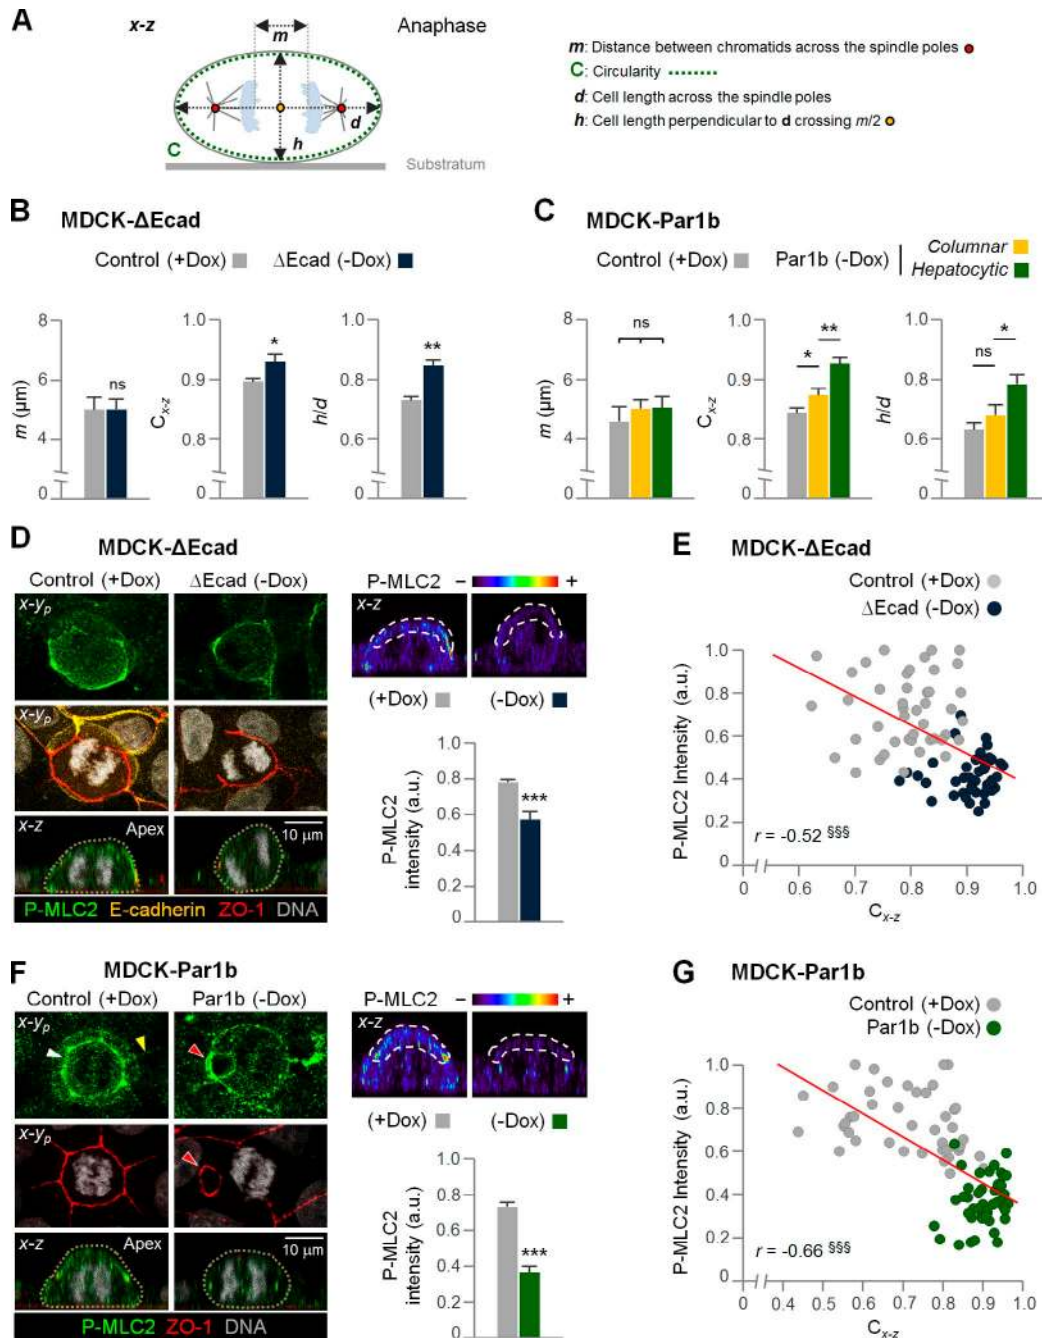 A
x-z
Anaphase
m
d
h
C
Substratum
m: Distance between chromatids across the spindle poles
C: Circularity
d: Cell length across the spindle poles
h: Cell length perpendicular to d crossing m/2
B MDCK-ΔEcad
Control (+Dox) ΔEcad (-Dox)
8
6
4
0
m (μm)
ns
1.0
0.9
0.8
0
Cx-z
*
1.0
0.8
0.6
0
h/d
**
C MDCK-Par1b
Control (+Dox) Par1b (-Dox) Columnar
Hepatocytic
8
6
4
0
m (μm)
ns
1.0
0.9
0.8
0
Cx-z
*
**
1.0
0.8
0.6
0
h/d
ns
*
D MDCK-ΔEcad
Control (+Dox) ΔEcad (-Dox)
x-yp
x-yp
x-z
Apex
10 μm
P-MLC2 E-cadherin ZO-1 DNA
P-MLC2 - +
x-z
(+Dox) (-Dox)
P-MLC2
intensity (a.u.)
0.8
0.6
0.4
0.2
0
***
E MDCK-ΔEcad
Control (+Dox)
ΔEcad (-Dox)
P-MLC2 Intensity (a.u.)
1.0
0.8
0.6
0.4
0.2
0
r = -0.52 §§§
0 0.6 0.7 0.8 0.9 1.0
Cx-z
F MDCK-Par1b
Control (+Dox) Par1b (-Dox)
x-yp
x-yp
x-z
Apex
10 μm
P-MLC2 ZO-1 DNA
P-MLC2 - +
x-z
(+Dox) (-Dox)
P-MLC2
intensity (a.u.)
1.0
0.8
0.6
0.4
0.2
0
***
G MDCK-Par1b
Control (+Dox)
Par1b (-Dox)
P-MLC2 Intensity (a.u.)
1.0
0.8
0.6
0.4
0.2
0
r = -0.66 §§§
0 0.4 0.5 0.6 0.7 0.8 0.9 1.0
Cx-z